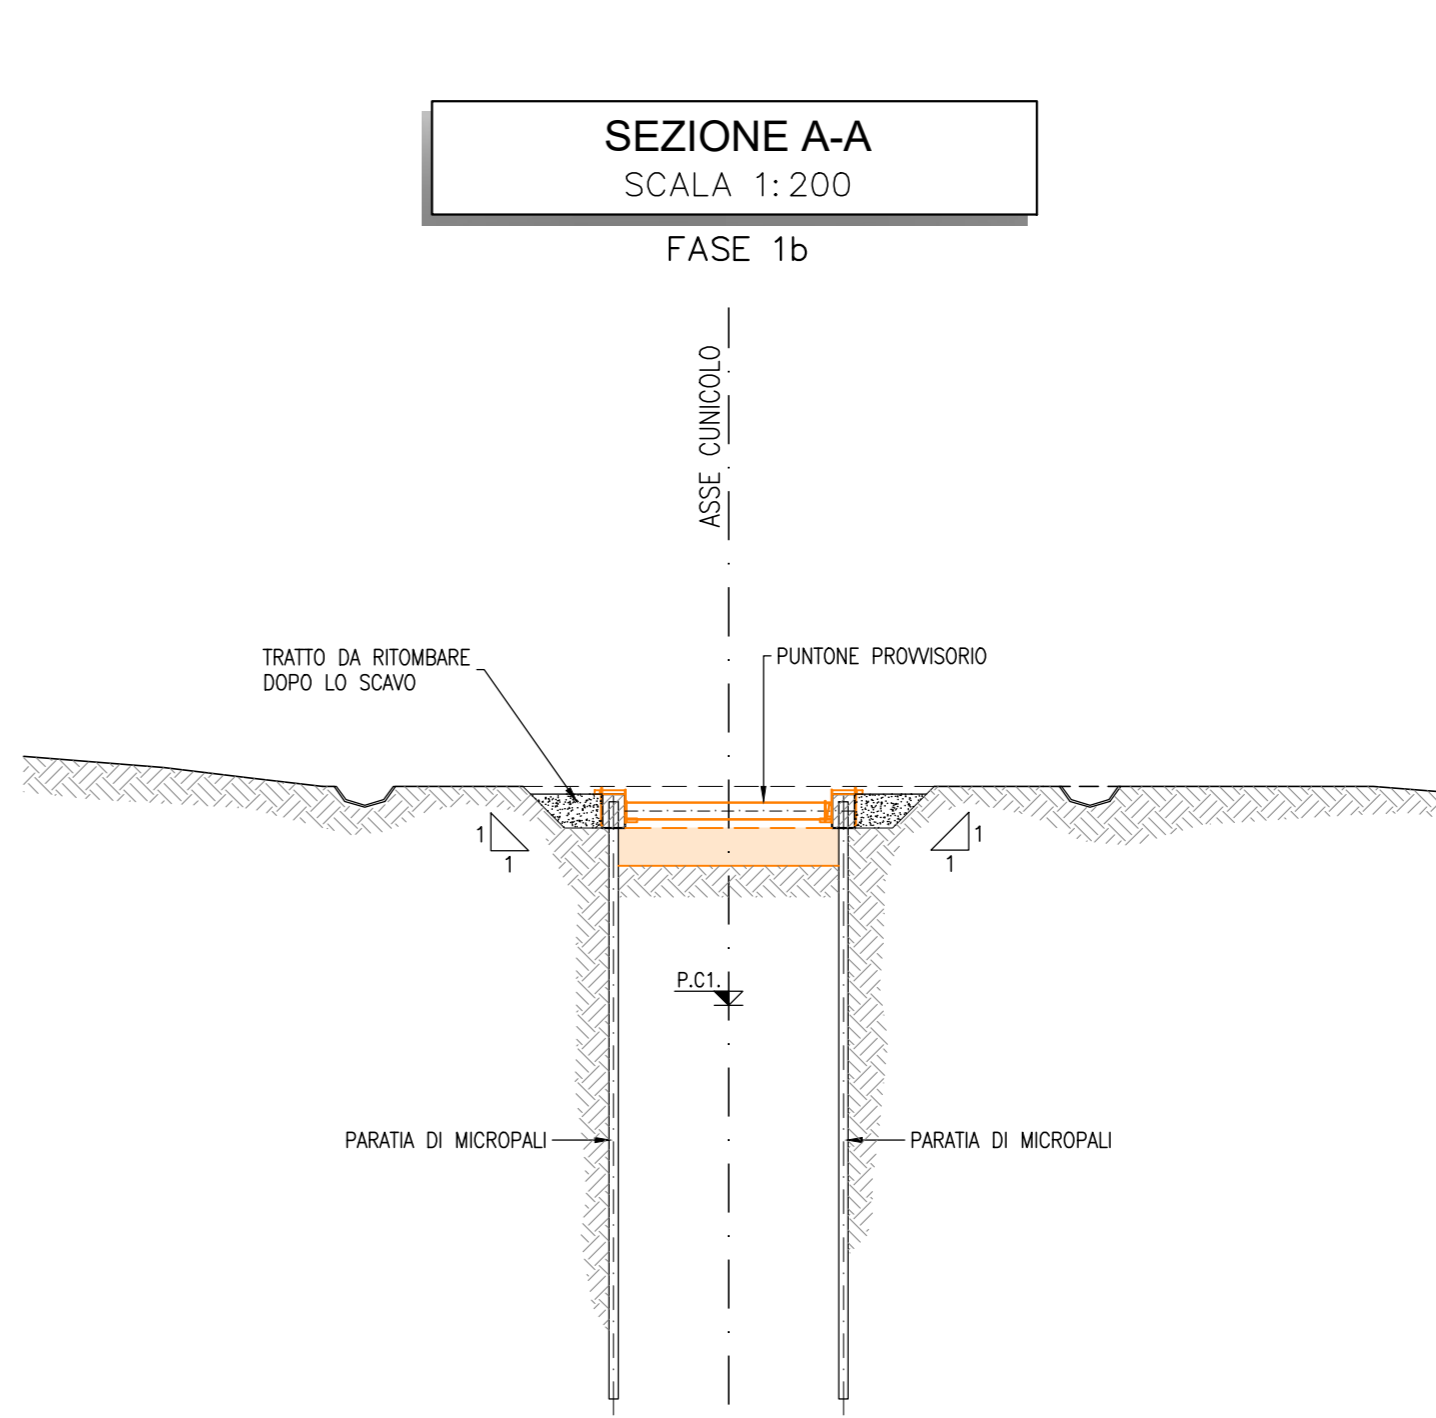 SEZIONE A-A
SCALA 1:200
FASE 1b
ASSE CUNICOLO
TRATTO DA RITOMBARE
DOPO LO SCAVO
PUNTONE PROVVISORIO
1
1
1
1
P.C1.
PARATIA DI MICROPALI
PARATIA DI MICROPALI